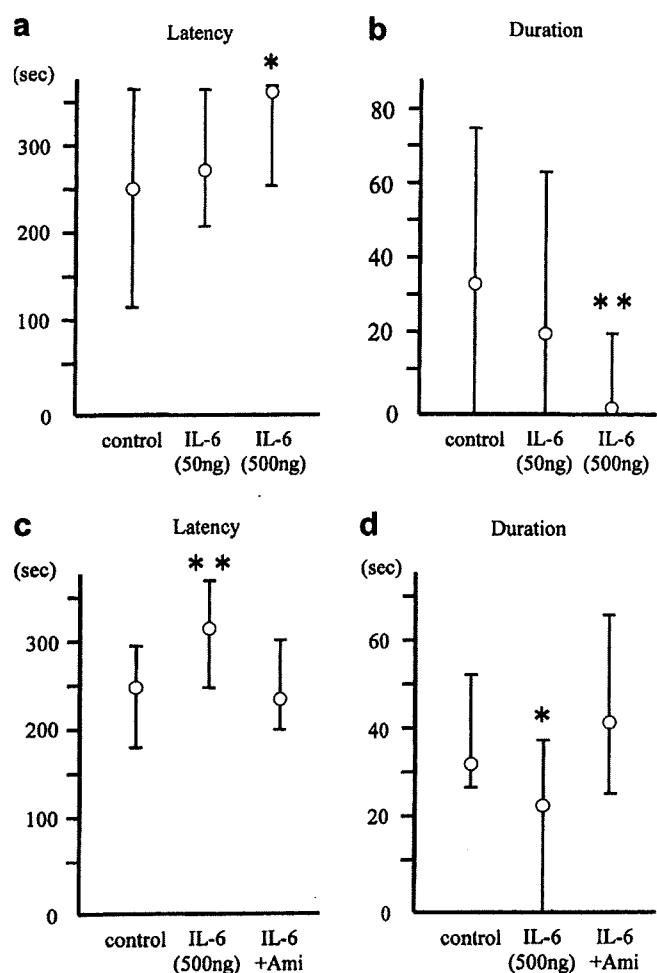 a
Latency
(sec)
*
300
200
100
0
control IL-6 IL-6
(50ng) (500ng)
b
Duration
80
60
40
20
0
**
control IL-6 IL-6
(50ng) (500ng)
c
Latency
(sec)
**
300
200
100
0
control IL-6 IL-6
(500ng) +Ami
d
Duration
(sec)
60
40
20
0
*
control IL-6 IL-6
(500ng) +Ami